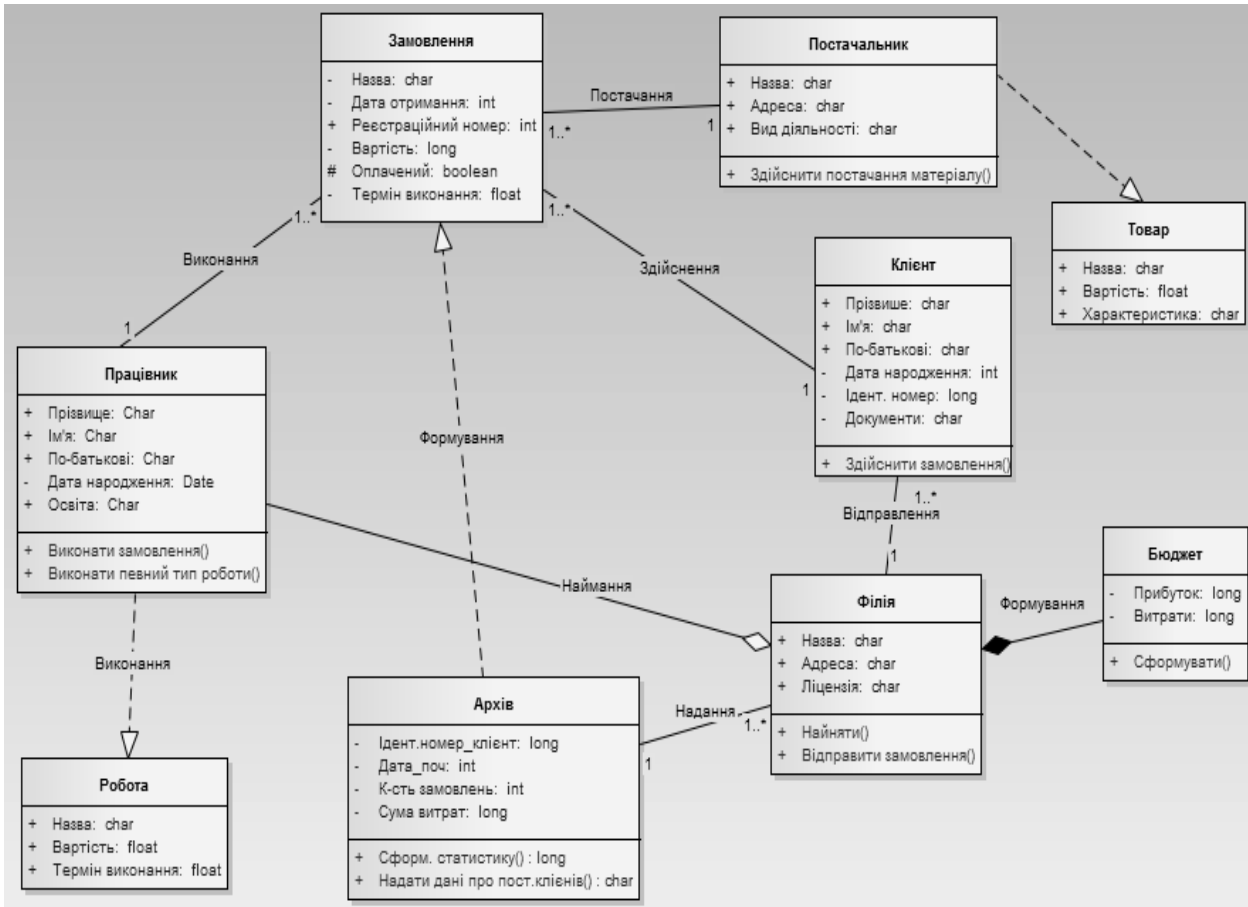 Замовлення
- Назва: char
- Дата отримання: int
+ Реєстраційний номер: int
- Вартість: long
# Оплачений: boolean
- Термін виконання: float
Постачання
1..*
1
Постачальник
+ Назва: char
+ Адреса: char
+ Вид діяльності: char
+ Здійснити постачання матеріалу()
Товар
+ Назва: char
+ Вартість: float
+ Характеристика: char
1..*
Виконання
1
1..*
Здійснення
1
Клієнт
+ Прізвише: char
+ Ім'я: char
+ По-батькові: char
- Дата народження: int
- Ідент. номер: long
- Документи: char
+ Здійснити замовлення()
Працівник
+ Прізвище: Char
+ Ім'я: Char
+ По-батькові: Char
- Дата народження: Date
+ Освіта: Char
+ Виконати замовлення()
+ Виконати певний тип роботи()
Формування
1..*
Відправлення
1
Наймання
Філія
+ Назва: char
+ Адреса: char
+ Ліцензія: char
+ Найняти()
+ Відправити замовлення()
Формування
Бюджет
- Прибуток: long
- Витрати: long
+ Сформувати()
Виконання
Робота
+ Назва: char
+ Вартість: float
+ Термін виконання: float
Архів
- Ідент.номер_клієнт: long
- Дата_поч: int
- К-сть замовлень: int
- Сума витрат: long
+ Сформ. статистику() : long
+ Надати дані про пост.клієнів() : char
Надання
1..*
1